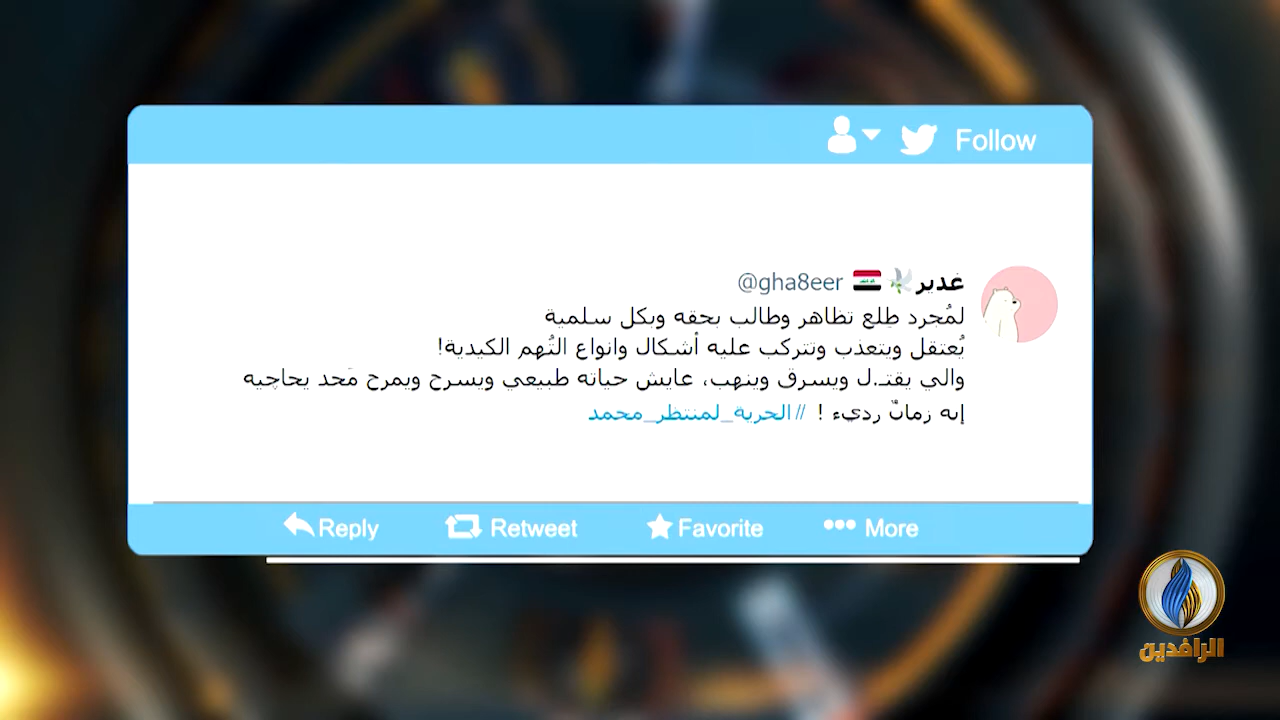 Follow
غدير🕊️🇮🇶 @gha8eer
لمُجرد طِلع تظاهر وطالب بحقه وبكل سلمية
يُعتقل ويتعذب وتتركب عليه أشكال وانواع التُهم الكيدية!
والي يقتـ.ل ويسرق وينهب، عايش حياته طبيعي ويسرح ويمرح مَحد يحاچيه
إنه زمانٌ رديء ! //الحرية_لمنتظر_محمد
Reply Retweet Favorite ••• More
الرافدين